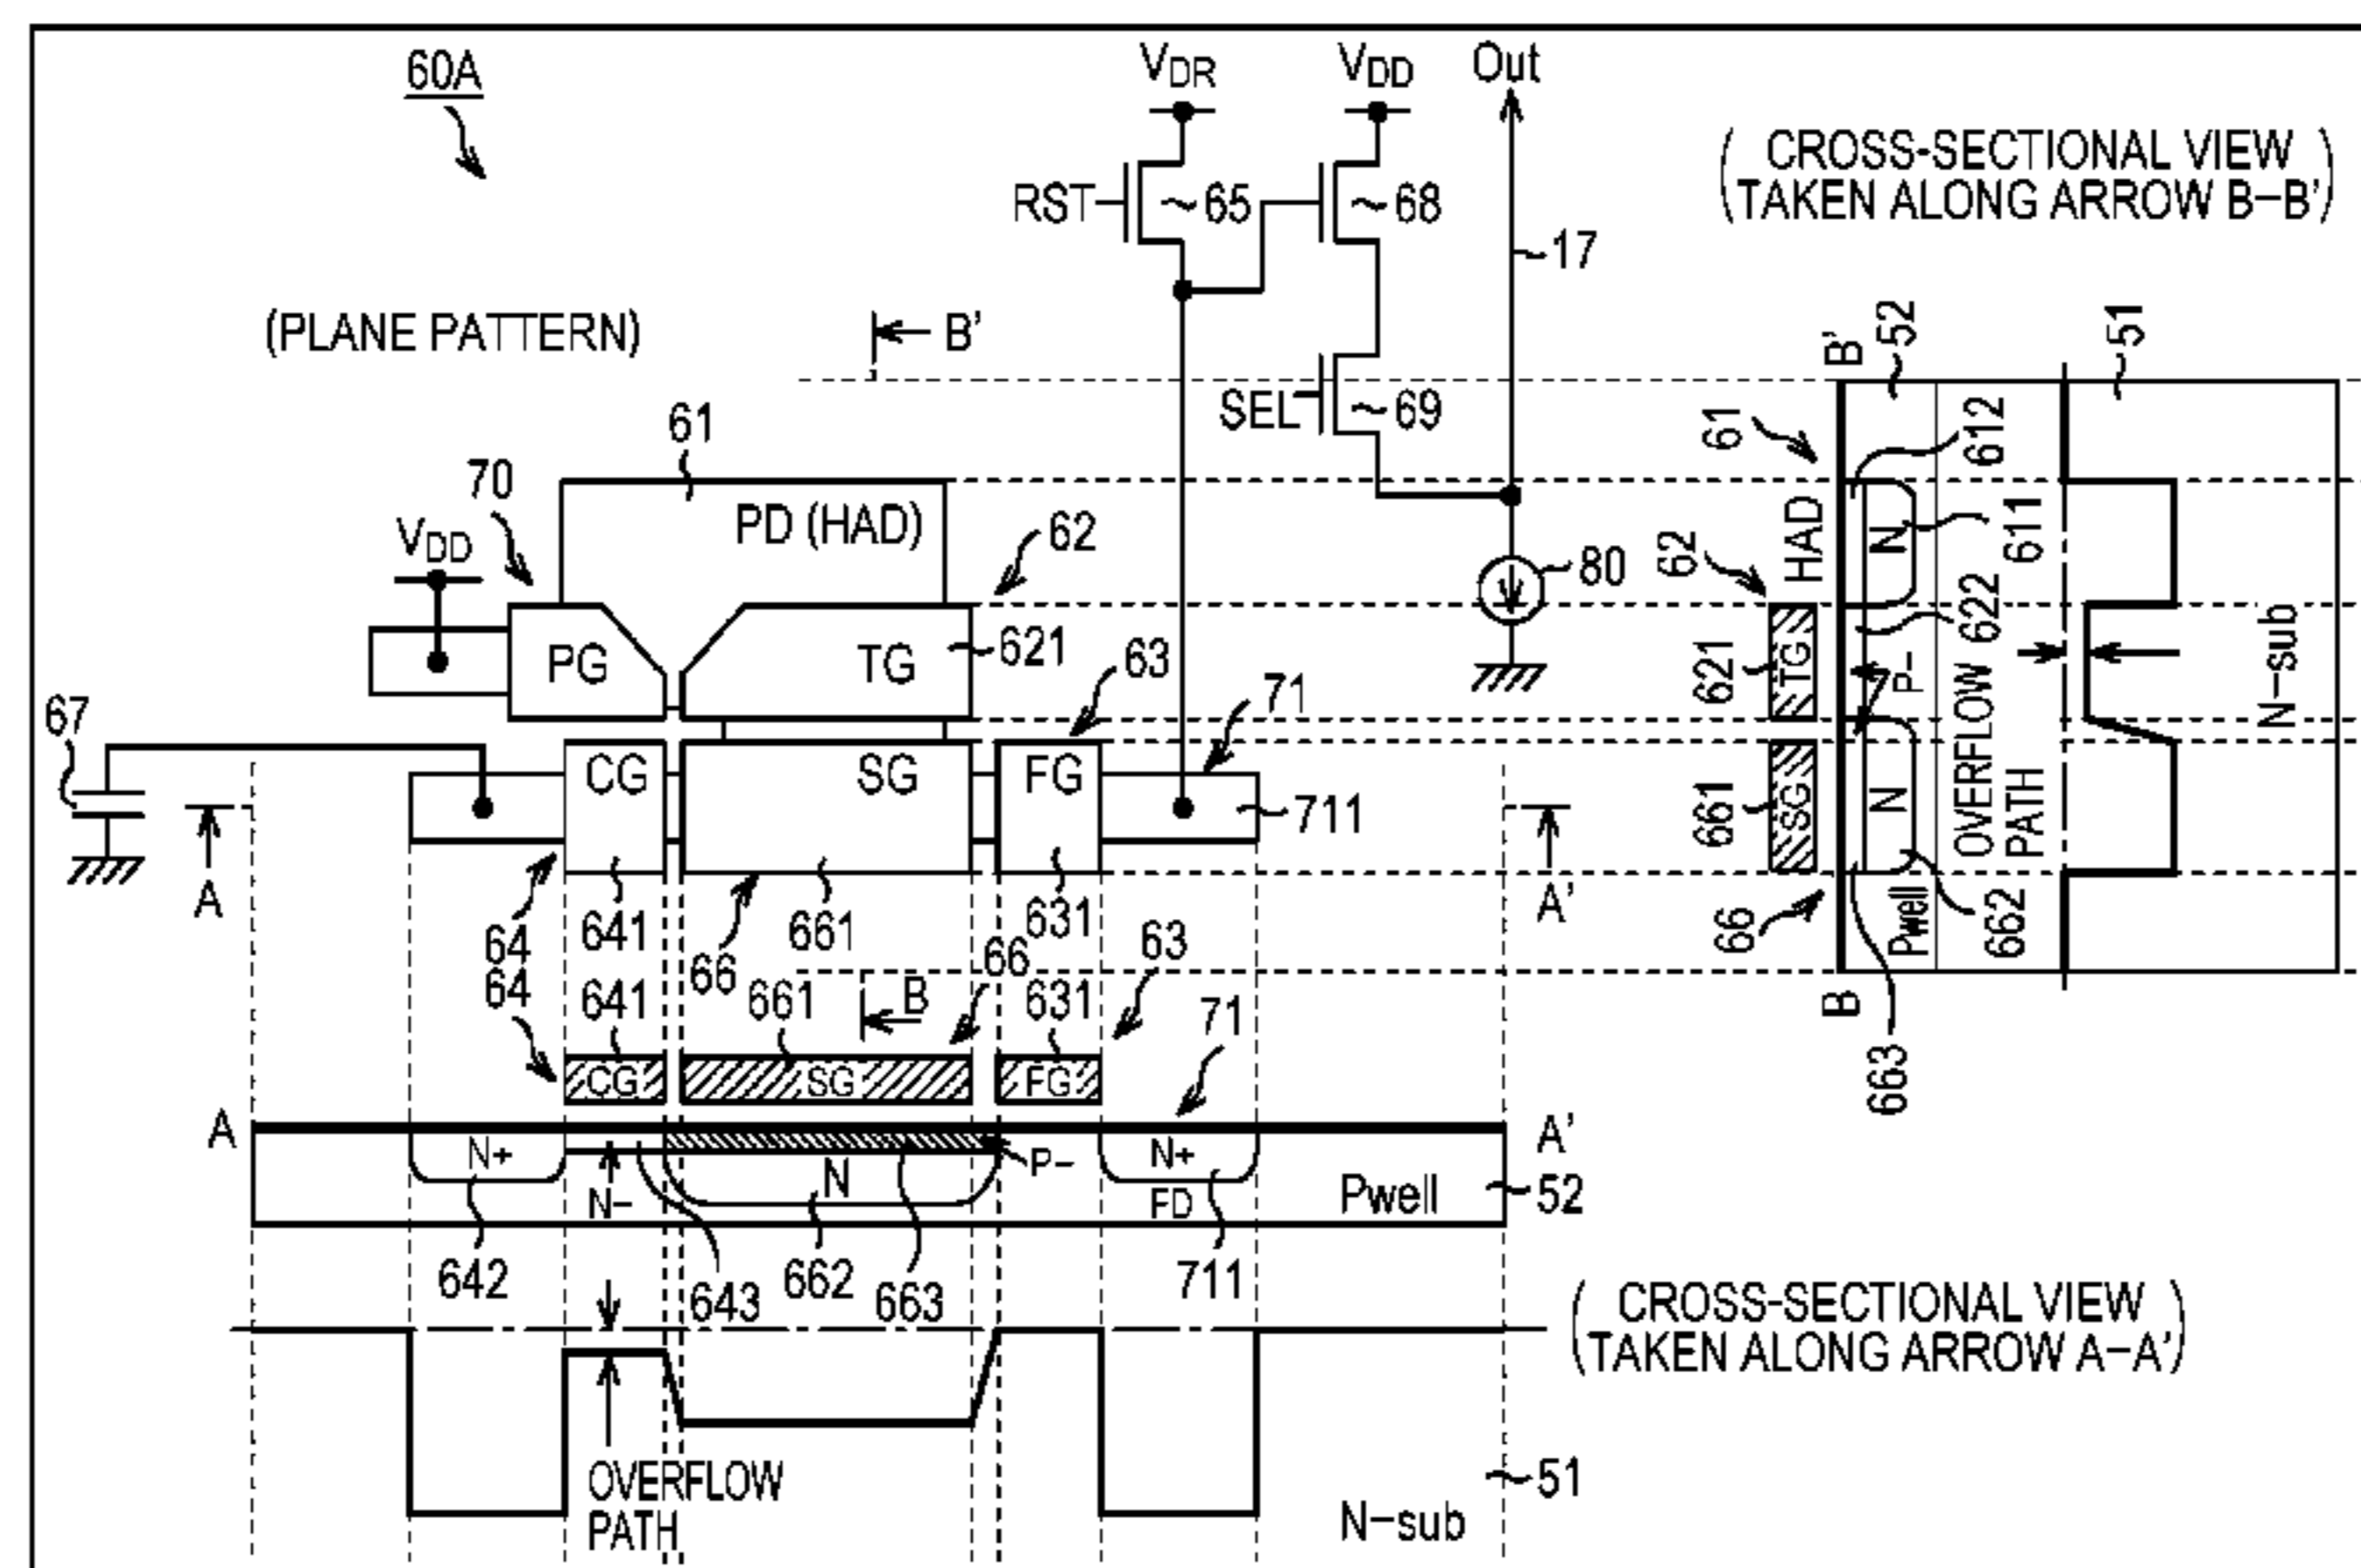 60A
VDR
VDD
Out
(CROSS-SECTIONAL VIEW
TAKEN ALONG ARROW B-B')
RST
65
68
17
(PLANE PATTERN)
B'
SEL
69
61
70
VDD
PD (HAD)
62
80
PG
TG
621
63
67
71
CG
SG
FG
711
A
A'
64
641
66
661
631
64
641
661
B
66
631
63
71
CG
SG
FG
A
A'
N+
N-
N
P-
N+
FD
Pwell
52
642
643
662
663
711
(CROSS-SECTIONAL VIEW
TAKEN ALONG ARROW A-A')
OVERFLOW
PATH
N-sub
51
B'
52
51
61
612
HAD
N
611
62
622
621
TG
P-
OVERFLOW
PATH
N-sub
661
SG
N
66
Pwell
662
B
663